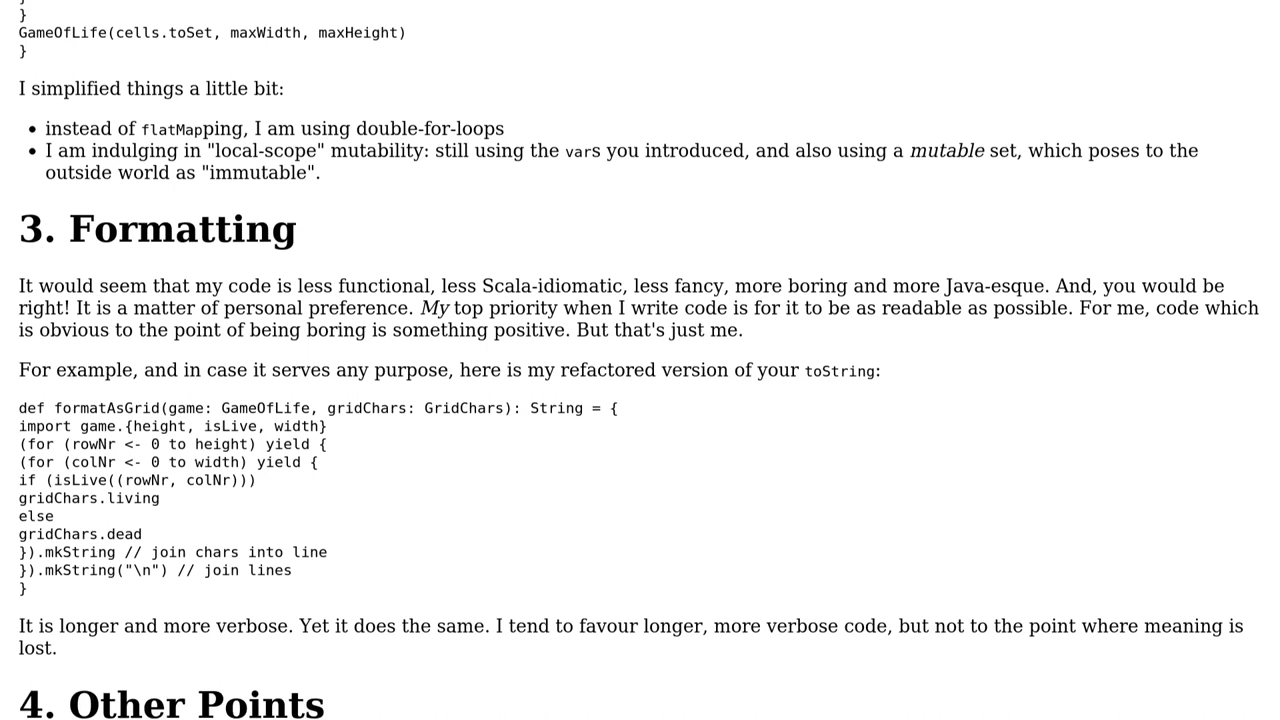 }
}
GameOfLife(cells.toSet, maxWidth, maxHeight)
}
I simplified things a little bit:
• instead of flatMapping, I am using double-for-loops
• I am indulging in "local-scope" mutability: still using the vars you introduced, and also using a mutable set, which poses to the
outside world as "immutable".
3. Formatting
It would seem that my code is less functional, less Scala-idiomatic, less fancy, more boring and more Java-esque. And, you would be
right! It is a matter of personal preference. My top priority when I write code is for it to be as readable as possible. For me, code which
is obvious to the point of being boring is something positive. But that's just me.
For example, and in case it serves any purpose, here is my refactored version of your toString:
def formatAsGrid(game: GameOfLife, gridChars: GridChars): String = {
import game.{height, isLive, width}
(for (rowNr <- 0 to height) yield {
(for (colNr <- 0 to width) yield {
if (isLive((rowNr, colNr)))
gridChars.living
else
gridChars.dead
}).mkString // join chars into line
}).mkString("\n") // join lines
}
It is longer and more verbose. Yet it does the same. I tend to favour longer, more verbose code, but not to the point where meaning is
lost.
4. Other Points